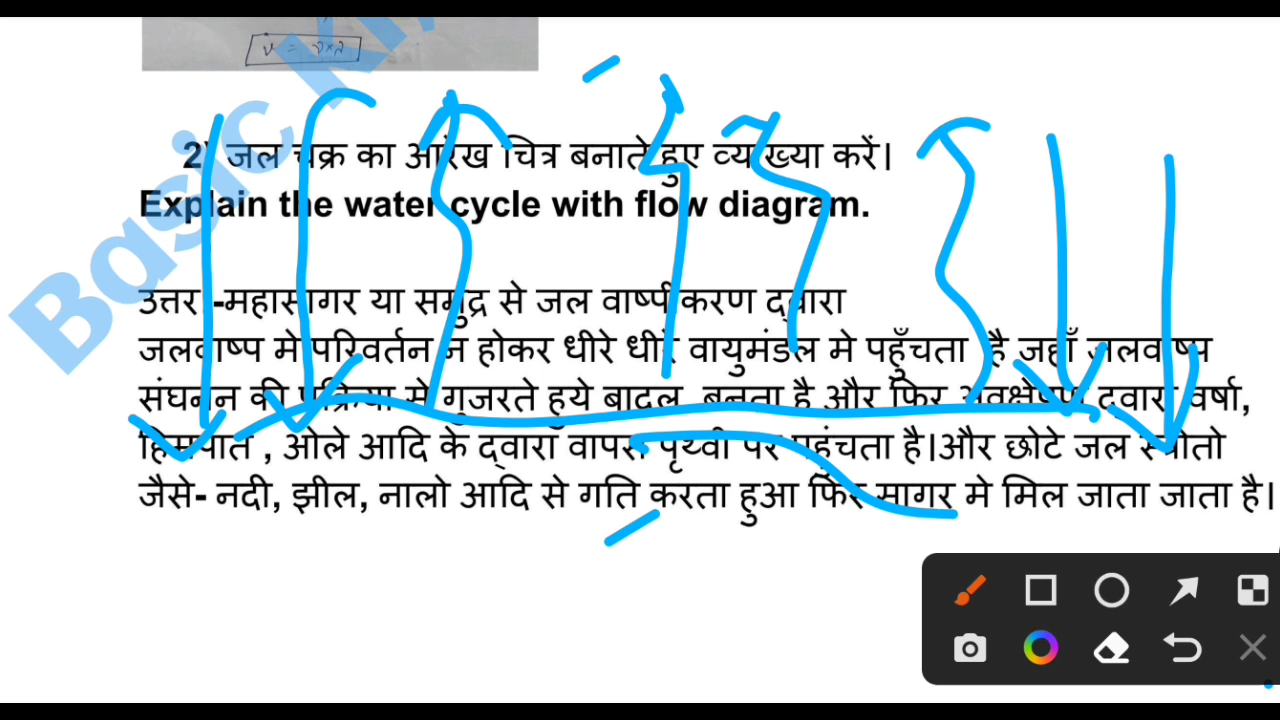 v = ν×λ
2) जल चक्र का आरेख चित्र बनाते हुए व्याख्या करें।
Explain the water cycle with flow diagram.
उत्तर -महासागर या समुद्र से जल वाष्पीकरण द्वारा
जलवाष्प मे परिवर्तन न होकर धीरे धीरे वायुमंडल मे पहुँचता है जहाँ जलवाष्प
संघनन की प्रक्रिया से गुजरते हुये बादल बनता है और फिर अवक्षेपण द्वारा वर्षा,
हिमपात , ओले आदि के द्वारा वापस पृथ्वी पर पहुंचता है।और छोटे जल स्रोतो
जैसे- नदी, झील, नालो आदि से गति करता हुआ फिर सागर मे मिल जाता जाता है।
Basic